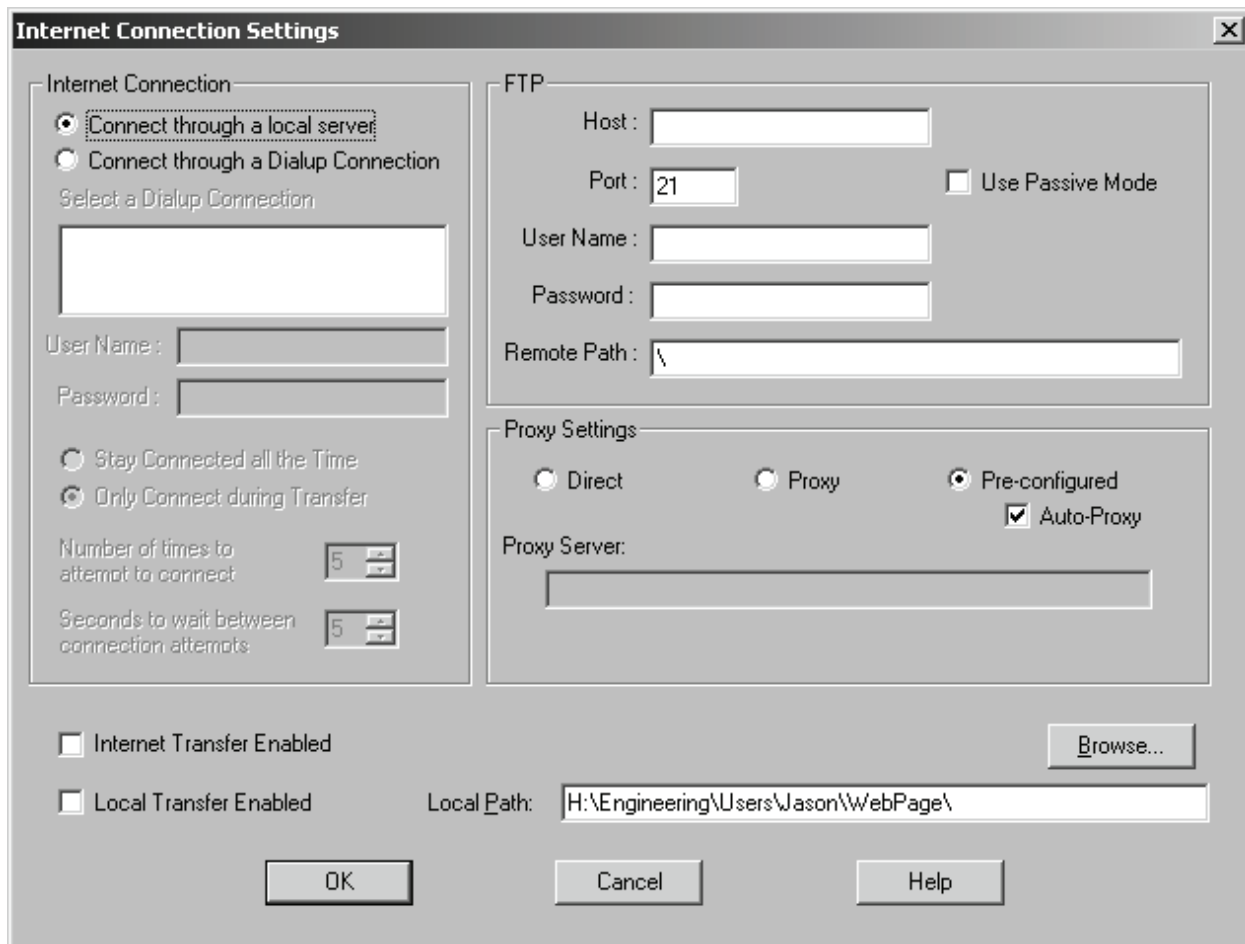 Internet Connection Settings
Internet Connection
Connect through a local server
Connect through a Dialup Connection
Select a Dialup Connection
User Name :
Password :
Stay Connected all the Time
Only Connect during Transfer
Number of times to
attempt to connect
5
Seconds to wait between
connection attempts
5
FTP
Host :
Port :
21
Use Passive Mode
User Name :
Password :
Remote Path :
\
Proxy Settings
Direct
Proxy
Pre-configured
Auto-Proxy
Proxy Server:
Internet Transfer Enabled
Browse...
Local Transfer Enabled
Local Path:
H:\Engineering\Users\Jason\WebPage\
OK
Cancel
Help